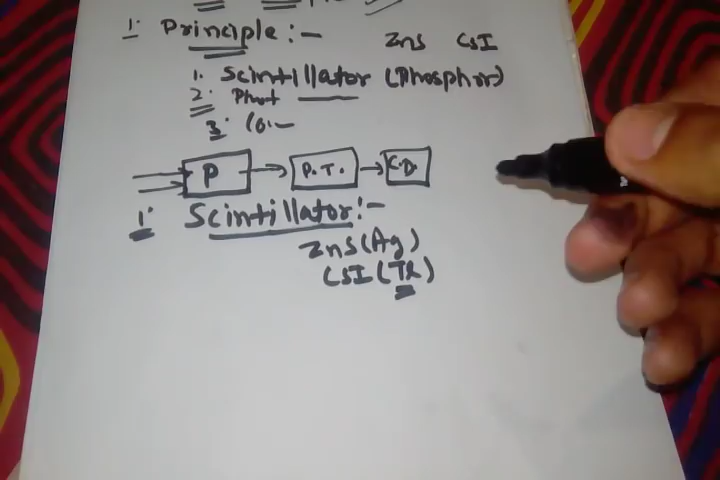 1. Principle :-
ZnS CsI
1. Scintillator (Phosphor)
2. Phot
3.
P → P.T. → C.D.
1. Scintillator :-
ZnS(Ag)
CsI(Tl)